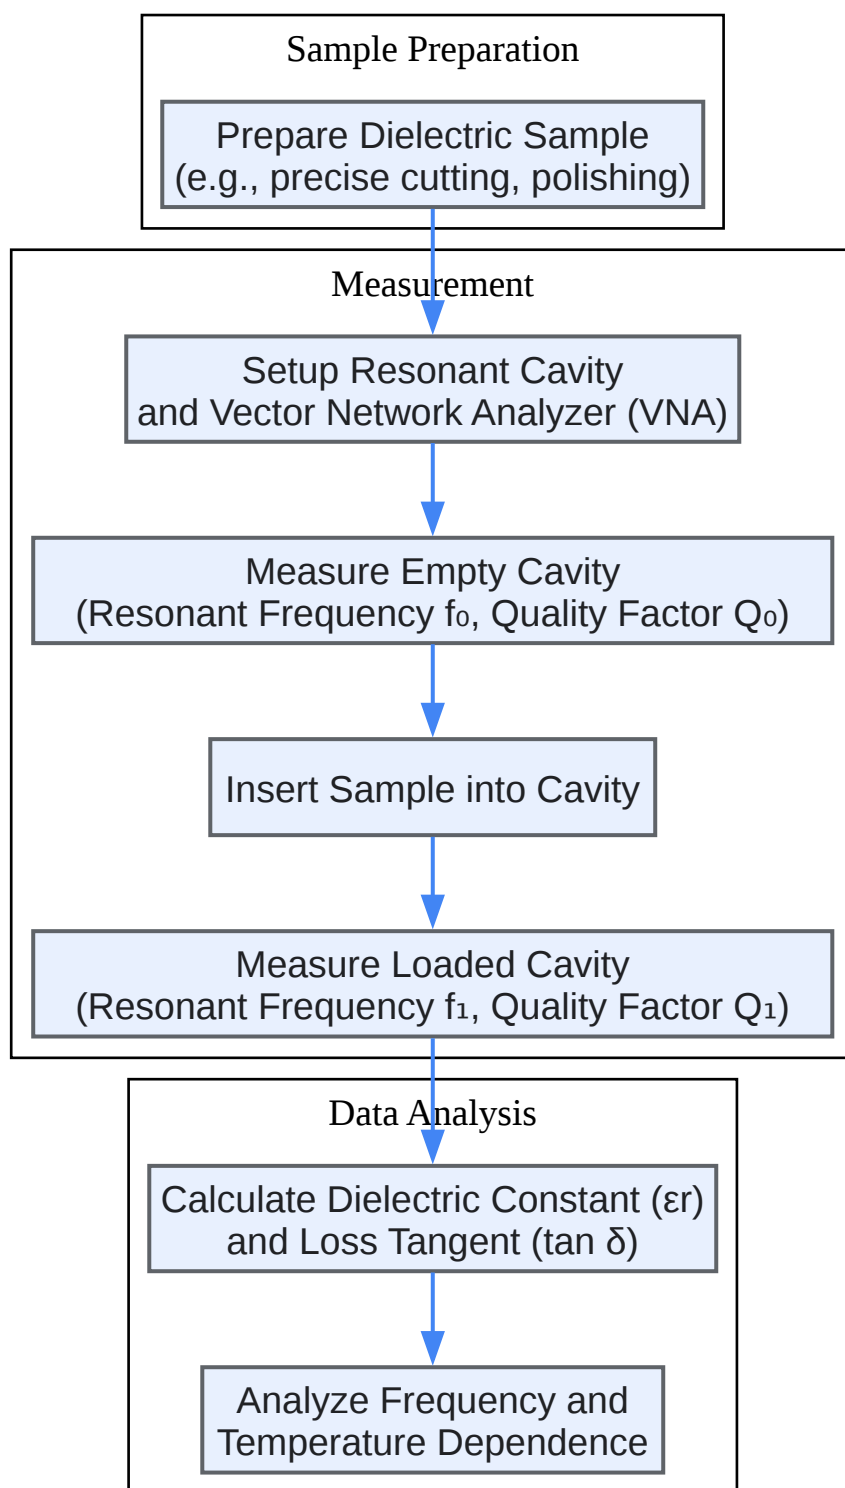 Sample Preparation
Prepare Dielectric Sample
(e.g., precise cutting, polishing)
Measurement
Setup Resonant Cavity
and Vector Network Analyzer (VNA)
Measure Empty Cavity
(Resonant Frequency f₀, Quality Factor Q₀)
Insert Sample into Cavity
Measure Loaded Cavity
(Resonant Frequency f₁, Quality Factor Q₁)
Data Analysis
Calculate Dielectric Constant (εr)
and Loss Tangent (tan δ)
Analyze Frequency and
Temperature Dependence